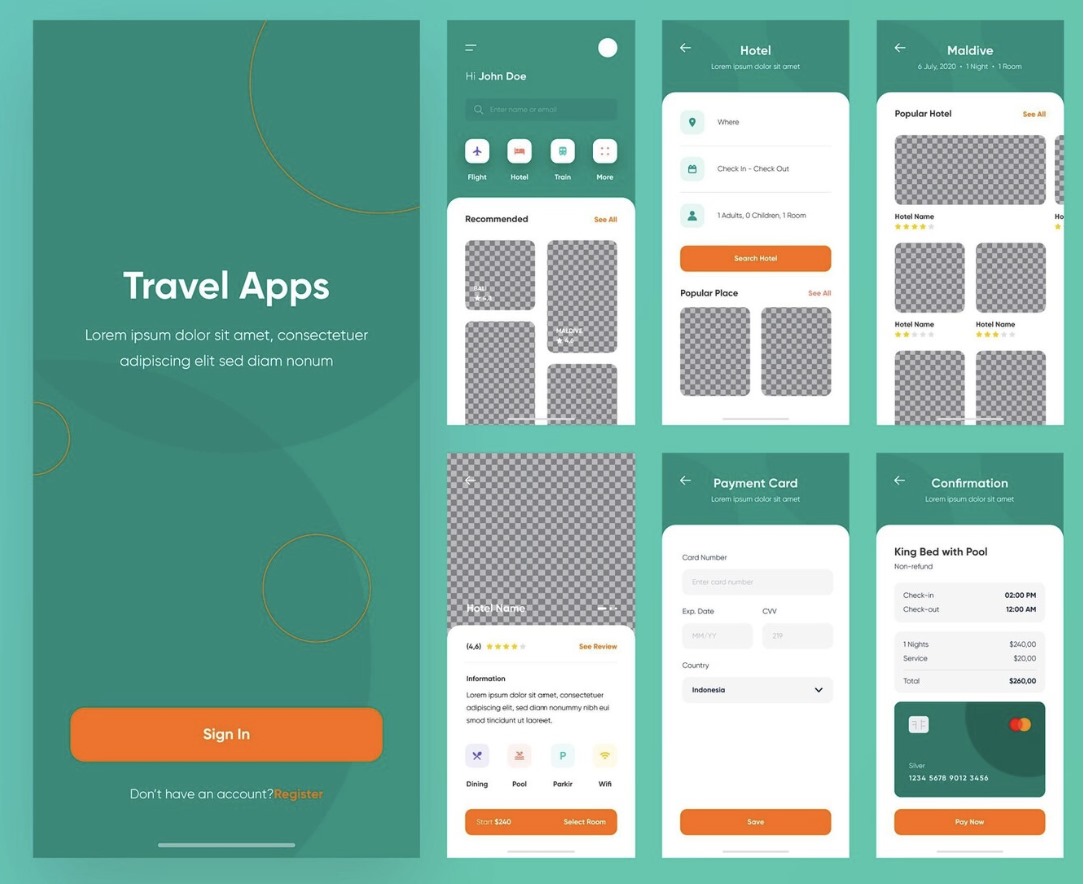 Travel Apps
Lorem ipsum dolor sit amet, consectetuer
adipiscing elit sed diam nonum
Sign In
Don't have an account?Register
Hi John Doe
Enter name or email
Flight Hotel Train More
Recommended See All
BALI
MALDIVE
Hotel
Lorem ipsum dolor sit amet
Where
Check In - Check Out
1 Adults, 0 Children, 1 Room
Search Hotel
Popular Place See All
Maldive
6 July, 2020 • 1 Night • 1 Room
Popular Hotel See All
Hotel Name Ho
Hotel Name Hotel Name
Hotel Name
(4,6) See Review
Information
Lorem ipsum dolor sit amet, consectetuer
adipiscing elit, sed diam nonummy nibh eui
smod tincidunt ut laoreet.
Dining Pool Parkir Wifi
P
Start $240 Select Room
Payment Card
Lorem ipsum dolor sit amet
Card Number
Enter card number
Exp. Date CVV
MM/YY 219
Country
Indonesia
Save
Confirmation
Lorem ipsum dolor sit amet
King Bed with Pool
Non-refund
Check-in 02:00 PM
Check-out 12:00 AM
1 Nights $240,00
Service $20,00
Total $260,00
Silver
1234 5678 9012 3456
Pay Now